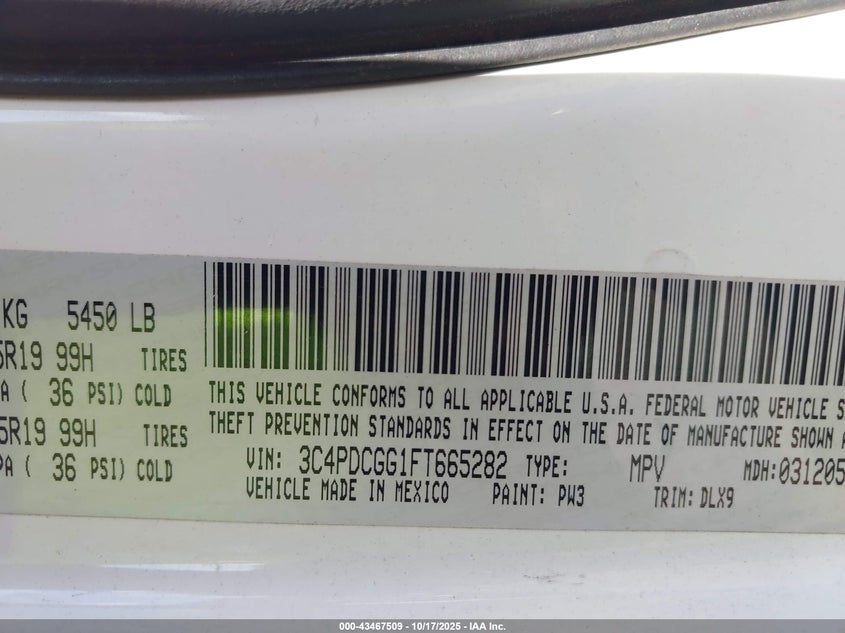 KG 5450 LB
5R19 99H TIRES
PA ( 36 PSI) COLD
5R19 99H TIRES
PA ( 36 PSI) COLD
THIS VEHICLE CONFORMS TO ALL APPLICABLE U.S.A. FEDERAL MOTOR VEHICLE S
THEFT PREVENTION STANDARDS IN EFFECT ON THE DATE OF MANUFACTURE SHOWN A
VIN: 3C4PDCGG1FT665282 TYPE: MPV MDH:031205
VEHICLE MADE IN MEXICO PAINT: PW3 TRIM: DLX9
000-43467509 - 10/17/2025 - IAA Inc.